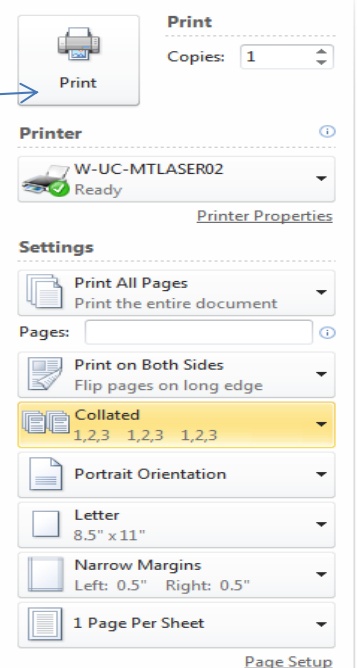 Print
Copies: 1
Print
Printer
W-UC-MTLASER02
Ready
Printer Properties
Settings
Print All Pages
Print the entire document
Pages:
Print on Both Sides
Flip pages on long edge
Collated
1,2,3 1,2,3 1,2,3
Portrait Orientation
Letter
8.5" x 11"
Narrow Margins
Left: 0.5" Right: 0.5"
1 Page Per Sheet
Page Setup